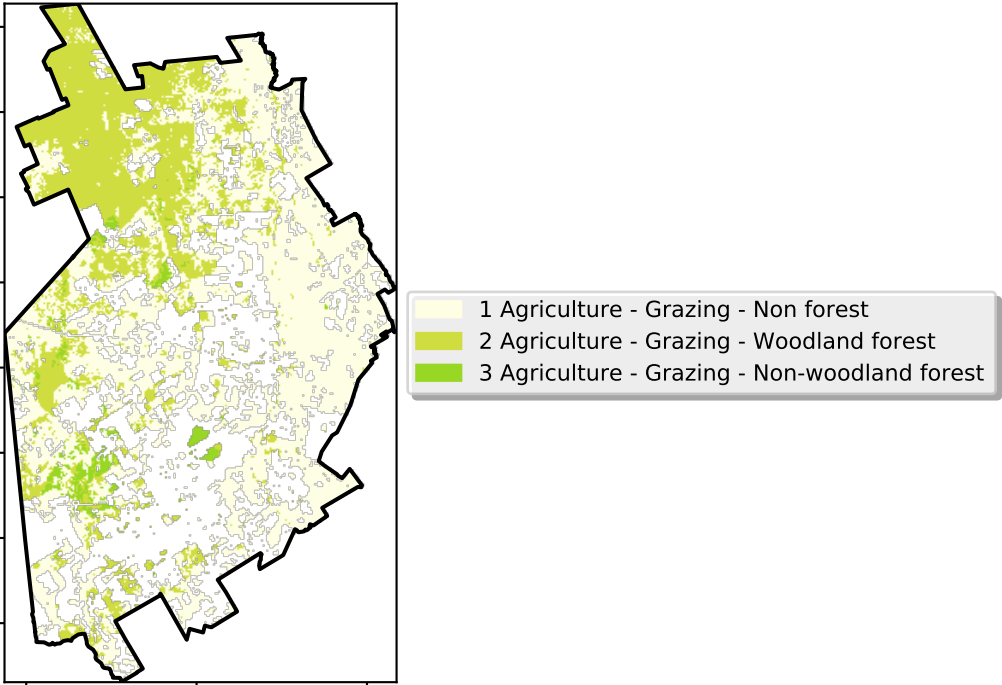 1 Agriculture - Grazing - Non forest
2 Agriculture - Grazing - Woodland forest
3 Agriculture - Grazing - Non-woodland forest